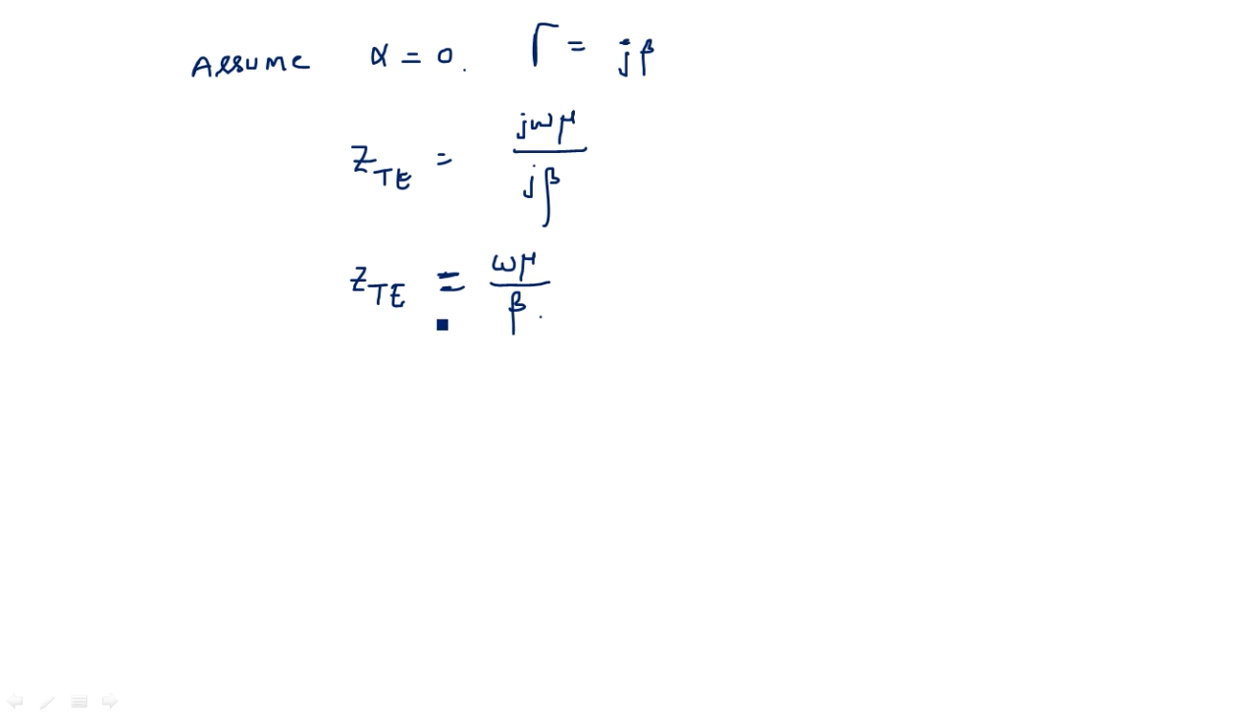 Assume α = 0. Γ = jβ
Z_TE = jωμ / jβ
Z_TE = ωμ / β.